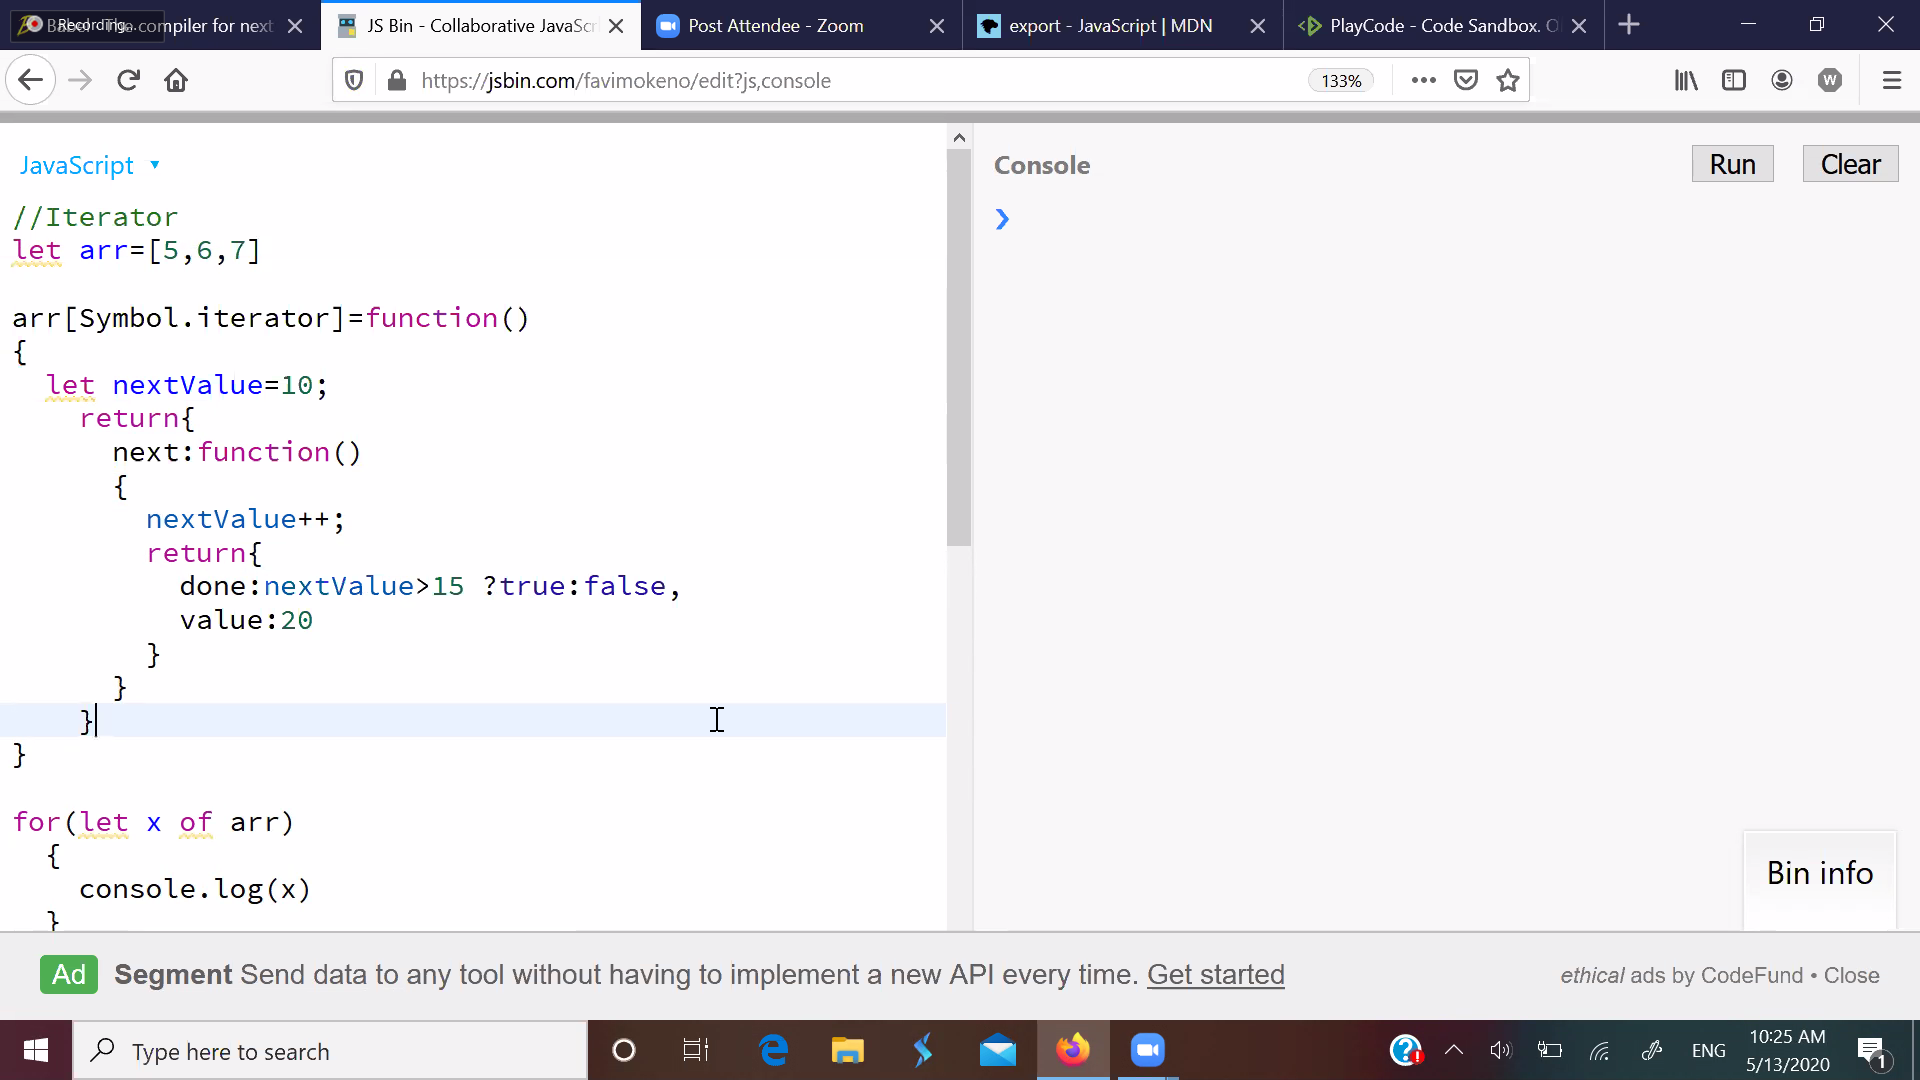 Recording...
Babel · The compiler for next
JS Bin - Collaborative JavaScri
Post Attendee - Zoom
export - JavaScript | MDN
PlayCode - Code Sandbox. O
https://jsbin.com/favimokeno/edit?js,console
133%
W
JavaScript
Console
Run
Clear
//Iterator
let arr=[5,6,7]
arr[Symbol.iterator]=function()
{
let nextValue=10;
return{
next:function()
{
nextValue++;
return{
done:nextValue>15 ?true:false,
value:20
}
}
}
}
for(let x of arr)
{
console.log(x)
}
Bin info
Ad Segment Send data to any tool without having to implement a new API every time. Get started
ethical ads by CodeFund • Close
Type here to search
ENG
10:25 AM
5/13/2020
1